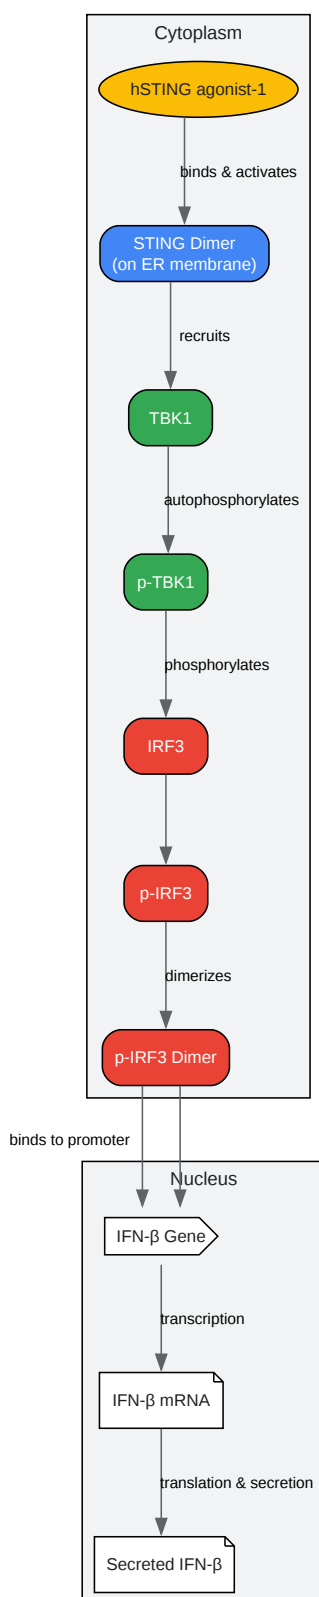 Cytoplasm
hSTING agonist-1
binds & activates
STING Dimer
(on ER membrane)
recruits
TBK1
autophosphorylates
p-TBK1
phosphorylates
IRF3
p-IRF3
dimerizes
p-IRF3 Dimer
binds to promoter
Nucleus
IFN-β Gene
transcription
IFN-β mRNA
translation & secretion
Secreted IFN-β